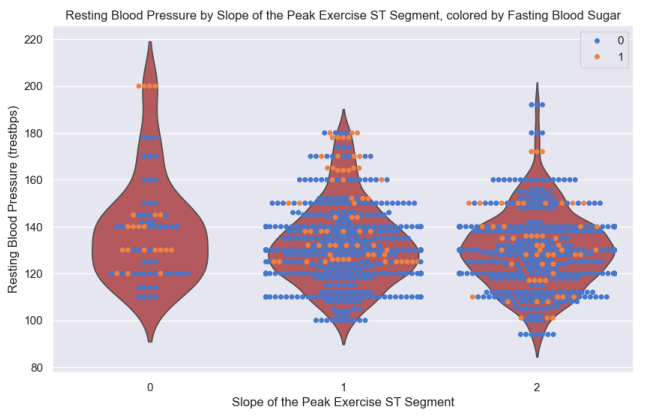 Resting Blood Pressure by Slope of the Peak Exercise ST Segment, colored by Fasting Blood Sugar
0
1
220
200
180
160
140
120
100
80
Resting Blood Pressure (trestbps)
0 1 2
Slope of the Peak Exercise ST Segment